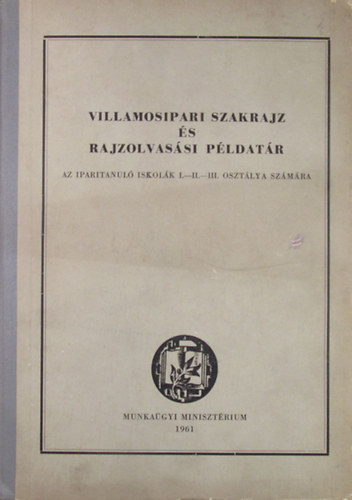 VILLAMOSIPARI SZAKRAJZ
ÉS
RAJZOLVASÁSI PÉLDATÁR
AZ IPARITANULÓ ISKOLÁK I.—II.—III. OSZTÁLYA SZÁMÁRA
MUNKAÜGYI MINISZTÉRIUM
1961